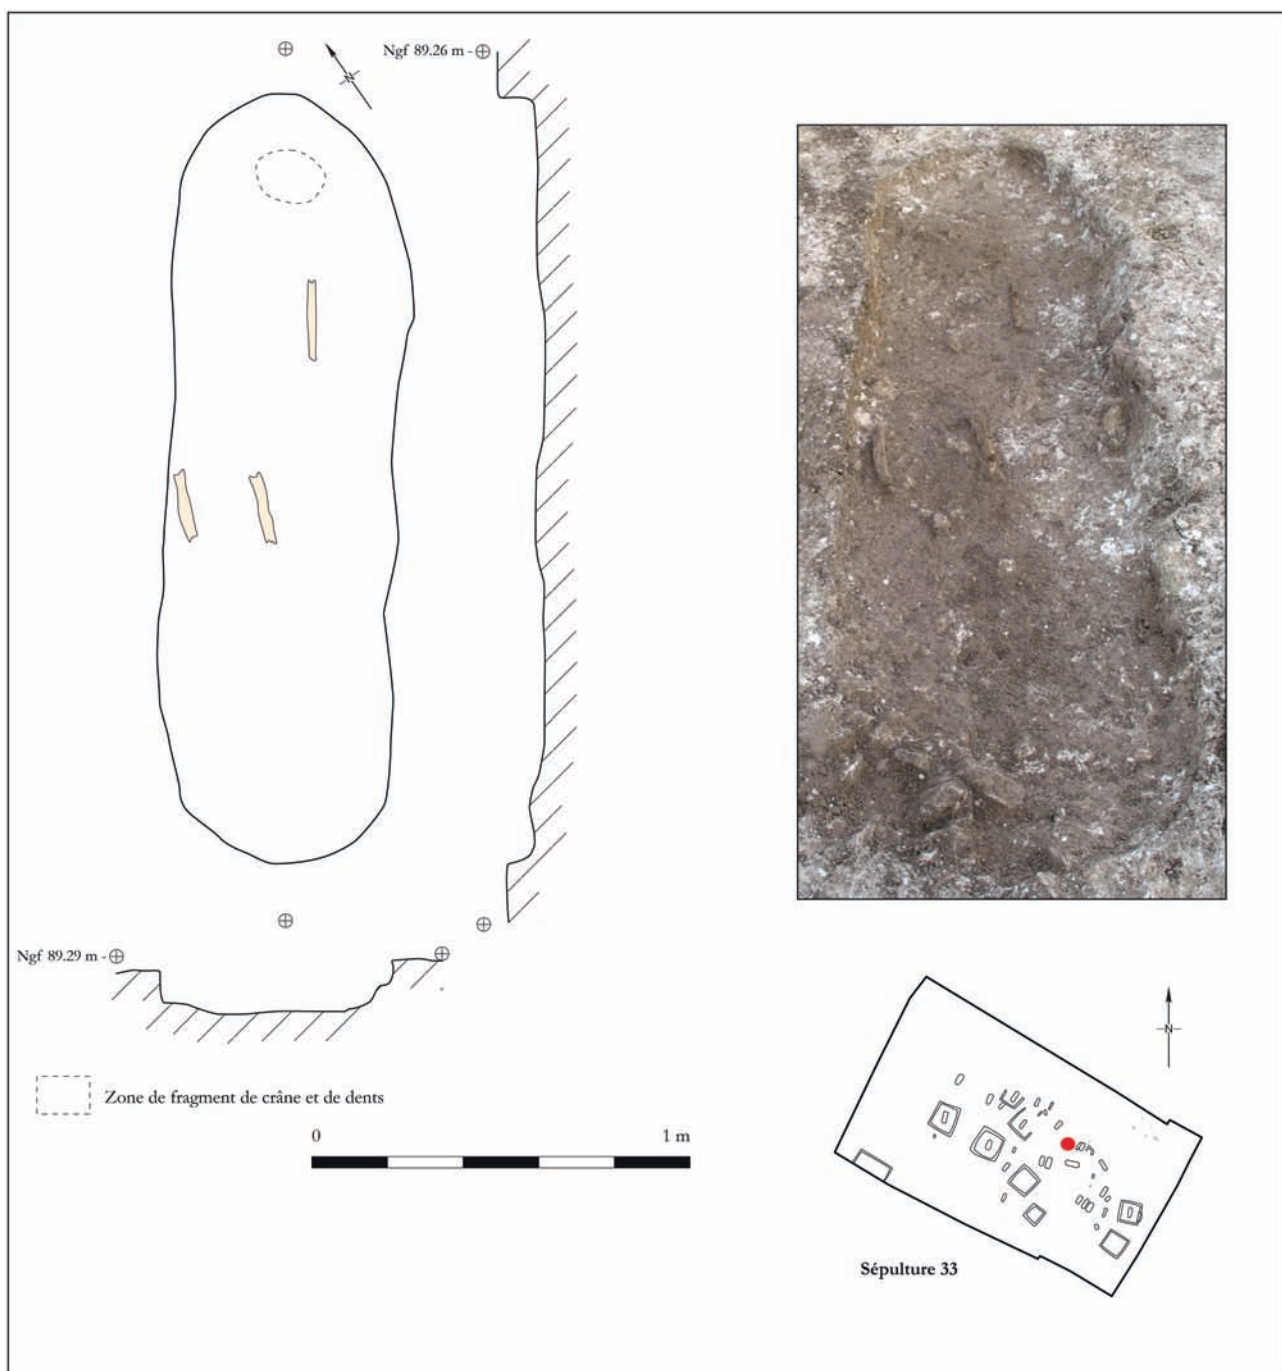 Ngf 89.26 m -
N
Ngf 89.29 m -
Zone de fragment de crâne et de dents
0 1 m
N
Sépulture 33